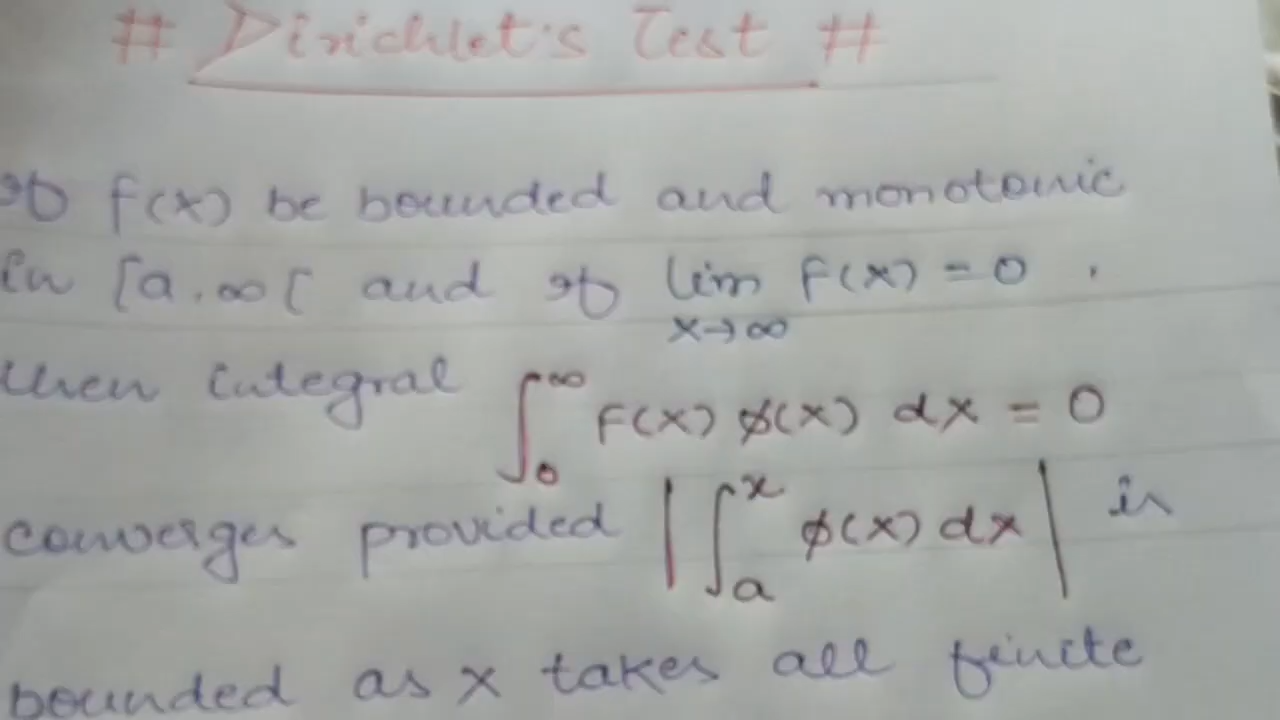 # Dirichlet's Test #
If f(x) be bounded and monotonic
in [a, ∞[ and if lim f(x) = 0 .
x→∞
then integral ∫₀^∞ f(x) ϕ(x) dx = 0
converges provided |∫ₐˣ ϕ(x) dx| is
bounded as x takes all finite